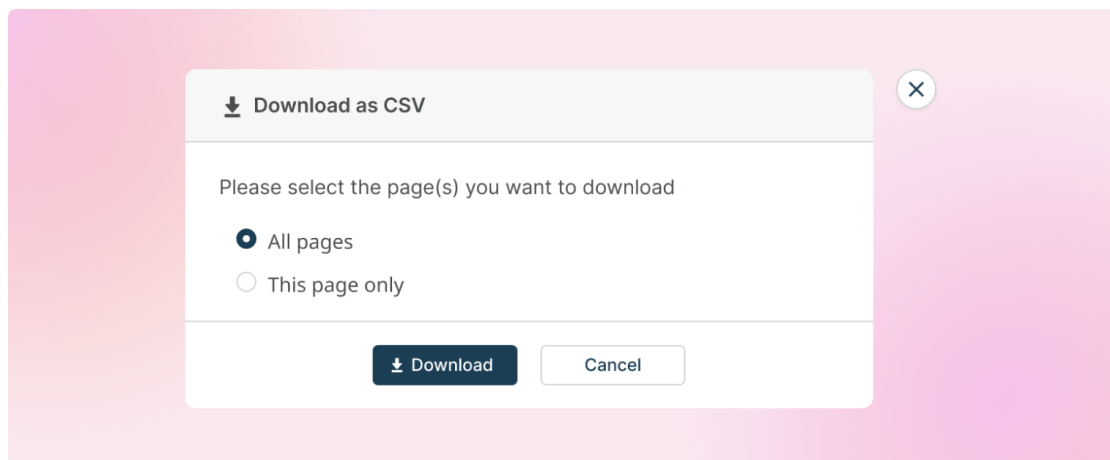 Download as CSV
Please select the page(s) you want to download
All pages
This page only
Download
Cancel